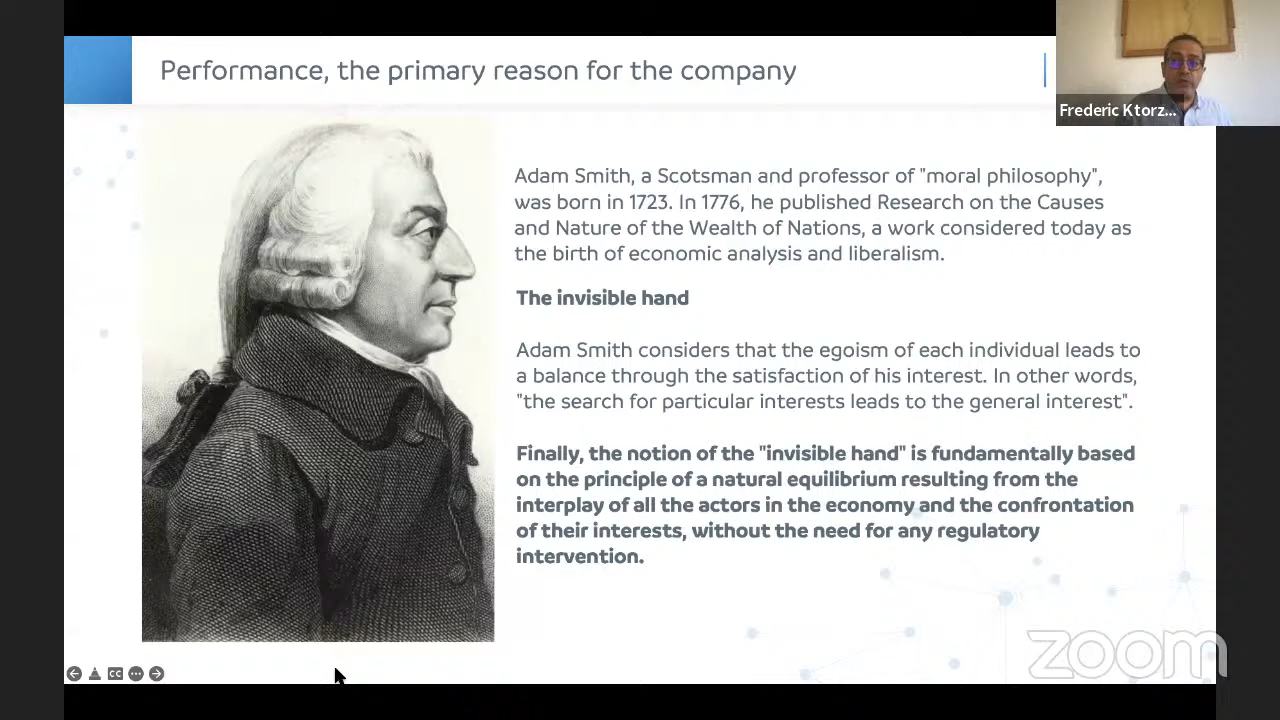 Performance, the primary reason for the company
Frederic Ktorz...
Adam Smith, a Scotsman and professor of "moral philosophy",
was born in 1723. In 1776, he published Research on the Causes
and Nature of the Wealth of Nations, a work considered today as
the birth of economic analysis and liberalism.
The invisible hand
Adam Smith considers that the egoism of each individual leads to
a balance through the satisfaction of his interest. In other words,
"the search for particular interests leads to the general interest".
Finally, the notion of the "invisible hand" is fundamentally based
on the principle of a natural equilibrium resulting from the
interplay of all the actors in the economy and the confrontation
of their interests, without the need for any regulatory
intervention.
CC
zoom